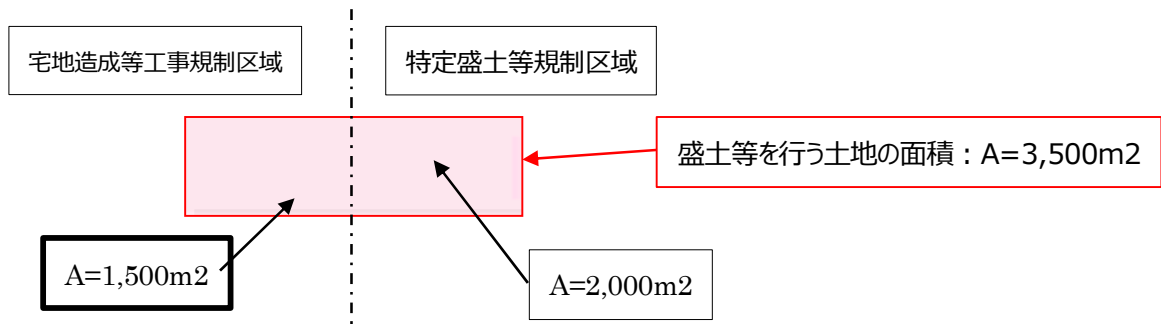 宅地造成等工事規制区域
特定盛土等規制区域
盛土等を行う土地の面積：A=3,500m2
A=1,500m2
A=2,000m2